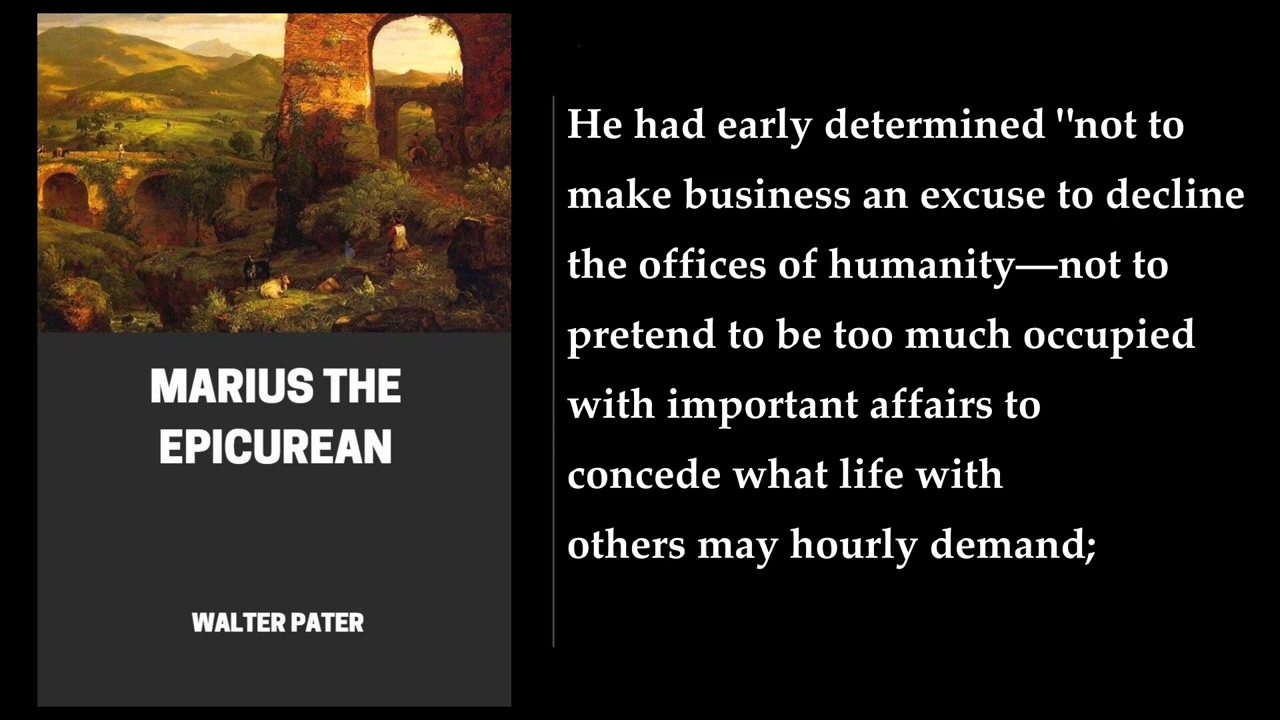 MARIUS THE
EPICUREAN
WALTER PATER
He had early determined "not to
make business an excuse to decline
the offices of humanity—not to
pretend to be too much occupied
with important affairs to
concede what life with
others may hourly demand;